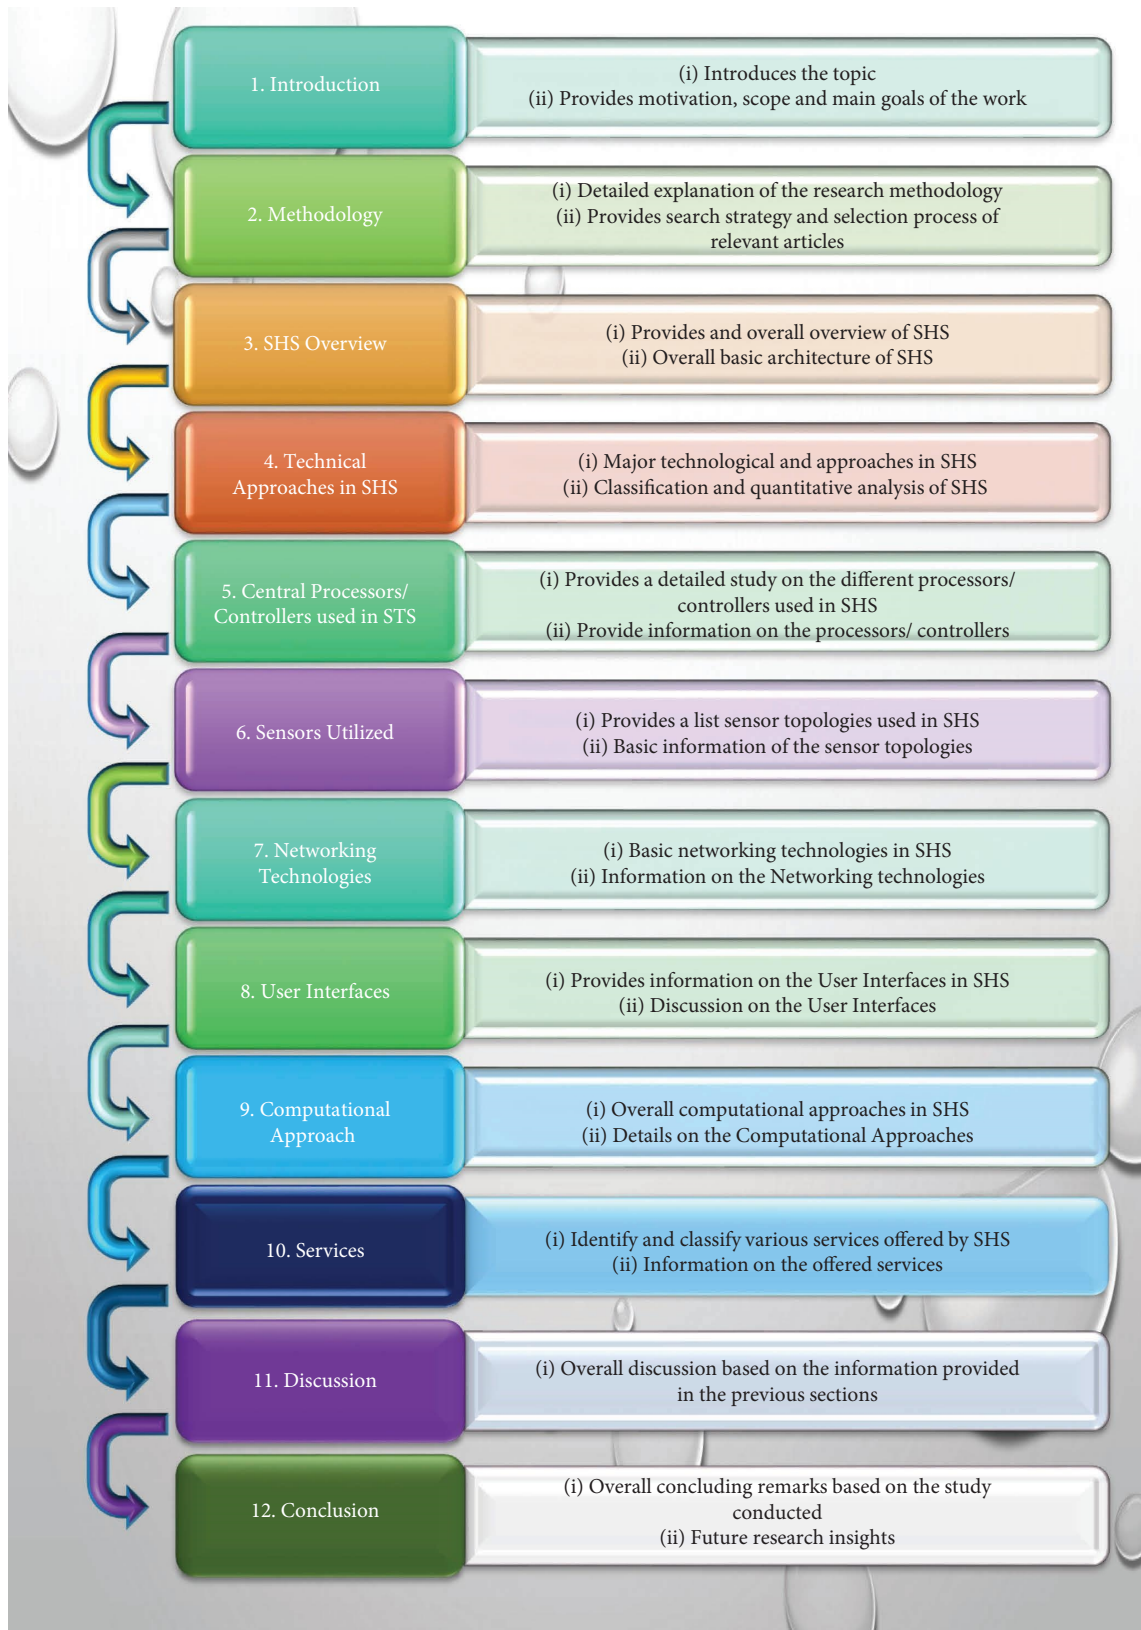 1. Introduction
(i) Introduces the topic
(ii) Provides motivation, scope and main goals of the work
2. Methodology
(i) Detailed explanation of the research methodology
(ii) Provides search strategy and selection process of
relevant articles
3. SHS Overview
(i) Provides and overall overview of SHS
(ii) Overall basic architecture of SHS
4. Technical
Approaches in SHS
(i) Major technological and approaches in SHS
(ii) Classification and quantitative analysis of SHS
5. Central Processors/
Controllers used in STS
(i) Provides a detailed study on the different processors/
controllers used in SHS
(ii) Provide information on the processors/ controllers
6. Sensors Utilized
(i) Provides a list sensor topologies used in SHS
(ii) Basic information of the sensor topologies
7. Networking
Technologies
(i) Basic networking technologies in SHS
(ii) Information on the Networking technologies
8. User Interfaces
(i) Provides information on the User Interfaces in SHS
(ii) Discussion on the User Interfaces
9. Computational
Approach
(i) Overall computational approaches in SHS
(ii) Details on the Computational Approaches
10. Services
(i) Identify and classify various services offered by SHS
(ii) Information on the offered services
11. Discussion
(i) Overall discussion based on the information provided
in the previous sections
12. Conclusion
(i) Overall concluding remarks based on the study
conducted
(ii) Future research insights